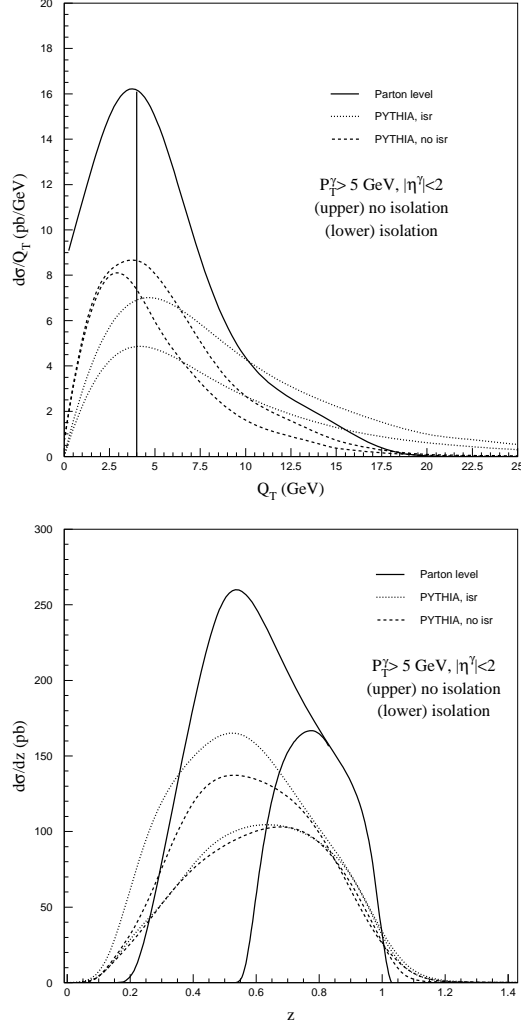 20
18
16
14
12
10
8
6
4
2
0
dσ/Q_T (pb/GeV)
Parton level
PYTHIA, isr
PYTHIA, no isr
P_T^γ> 5 GeV, |η^γ|<2
(upper) no isolation
(lower) isolation
0 2.5 5 7.5 10 12.5 15 17.5 20 22.5 25
Q_T (GeV)
300
250
200
150
100
50
0
dσ/dz (pb)
Parton level
PYTHIA, isr
PYTHIA, no isr
P_T^γ> 5 GeV, |η^γ|<2
(upper) no isolation
(lower) isolation
0 0.2 0.4 0.6 0.8 1 1.2 1.4
z